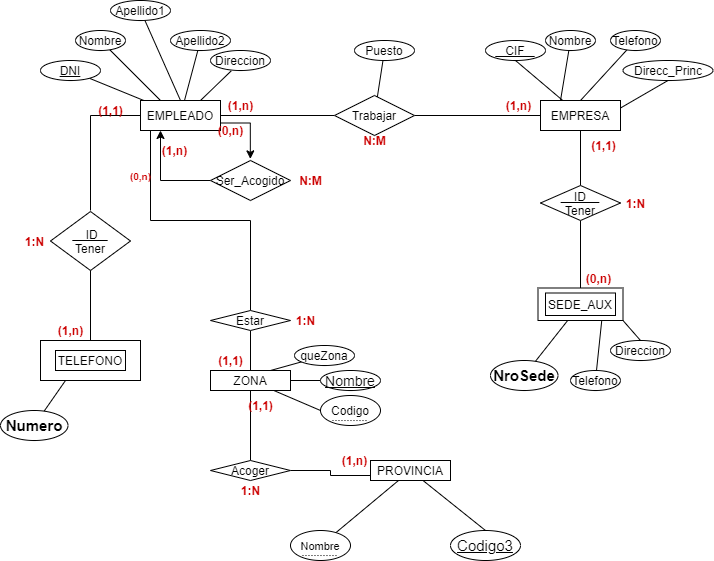 Apellido1
Nombre
Apellido2
Puesto
CIF
Nombre
Telefono
DNI
Direccion
Direcc_Princ
(1,1)
EMPLEADO
(1,n)
Trabajar
(1,n)
EMPRESA
(0,n)
N:M
(1,n)
(1,1)
(0,n)
Ser_Acogido
N:M
ID
Tener
1:N
1:N
ID
Tener
(0,n)
SEDE_AUX
(1,n)
Estar
1:N
TELEFONO
(1,1)
queZona
Direccion
ZONA
Nombre
NroSede
Telefono
(1,1)
Codigo
Numero
(1,n)
Acoger
PROVINCIA
1:N
Nombre
Codigo3